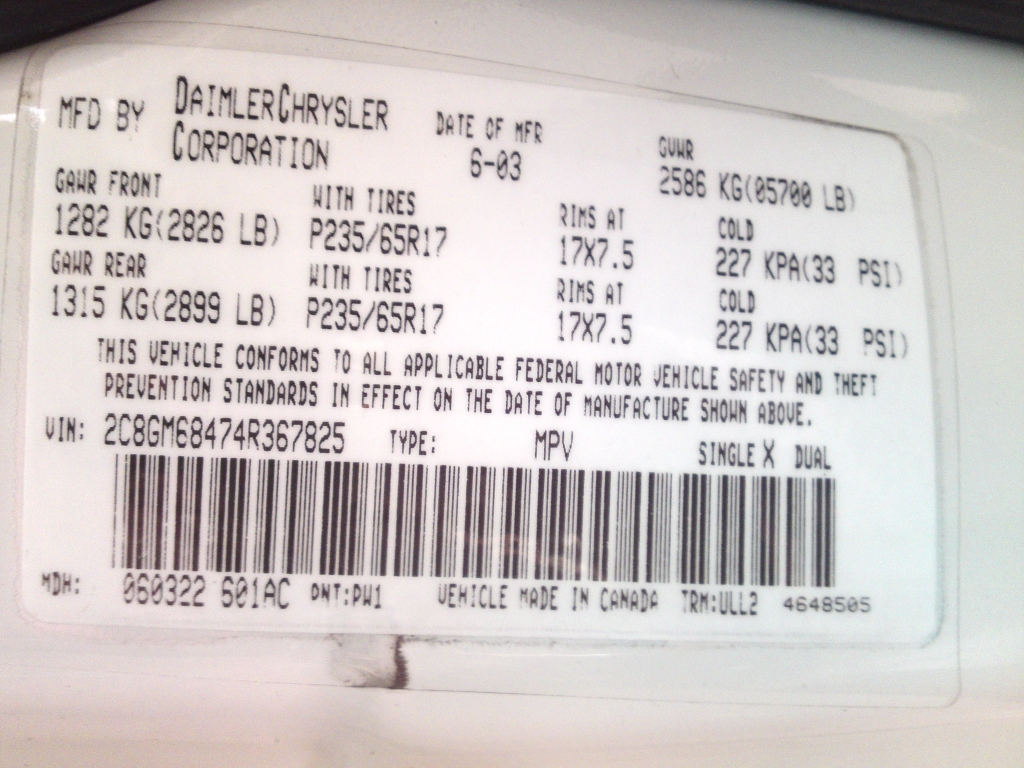 MFD BY DAIMLERCHRYSLER CORPORATION DATE OF MFR 6-03 GVWR 2586 KG(05700 LB)
GAWR FRONT WITH TIRES RIMS AT COLD
1282 KG(2826 LB) P235/65R17 17X7.5 227 KPA(33 PSI)
GAWR REAR WITH TIRES RIMS AT COLD
1315 KG(2899 LB) P235/65R17 17X7.5 227 KPA(33 PSI)
THIS VEHICLE CONFORMS TO ALL APPLICABLE FEDERAL MOTOR VEHICLE SAFETY AND THEFT
PREVENTION STANDARDS IN EFFECT ON THE DATE OF MANUFACTURE SHOWN ABOVE.
VIN: 2C8GM68474R367825 TYPE: MPV SINGLE X DUAL
MDH: 060322 601AC PNT:PW1 VEHICLE MADE IN CANADA TRM:ULL2 4648505